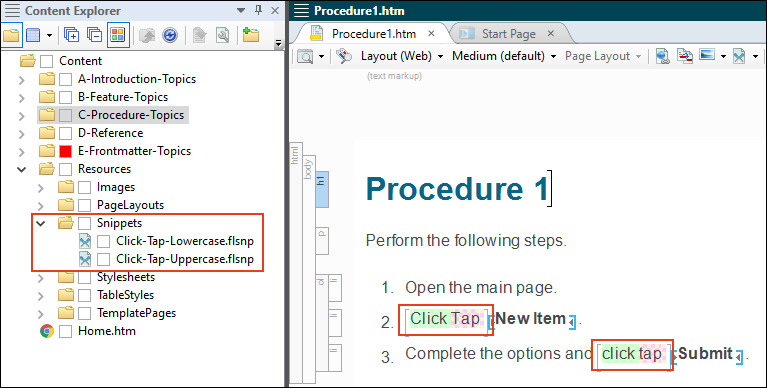 Content Explorer
Content
A-Introduction-Topics
B-Feature-Topics
C-Procedure-Topics
D-Reference
E-Frontmatter-Topics
Resources
Images
PageLayouts
Snippets
Click-Tap-Lowercase.flsnp
Click-Tap-Uppercase.flsnp
Stylesheets
TableStyles
TemplatePages
Home.htm
Procedure1.htm
Procedure1.htm Start Page
Layout (Web) Medium (default) Page Layout
(text markup)
html
body
h1
p
ol
li
li
li
Procedure 1
Perform the following steps.
1. Open the main page.
2. Click Tap New Item .
3. Complete the options and click tap Submit .